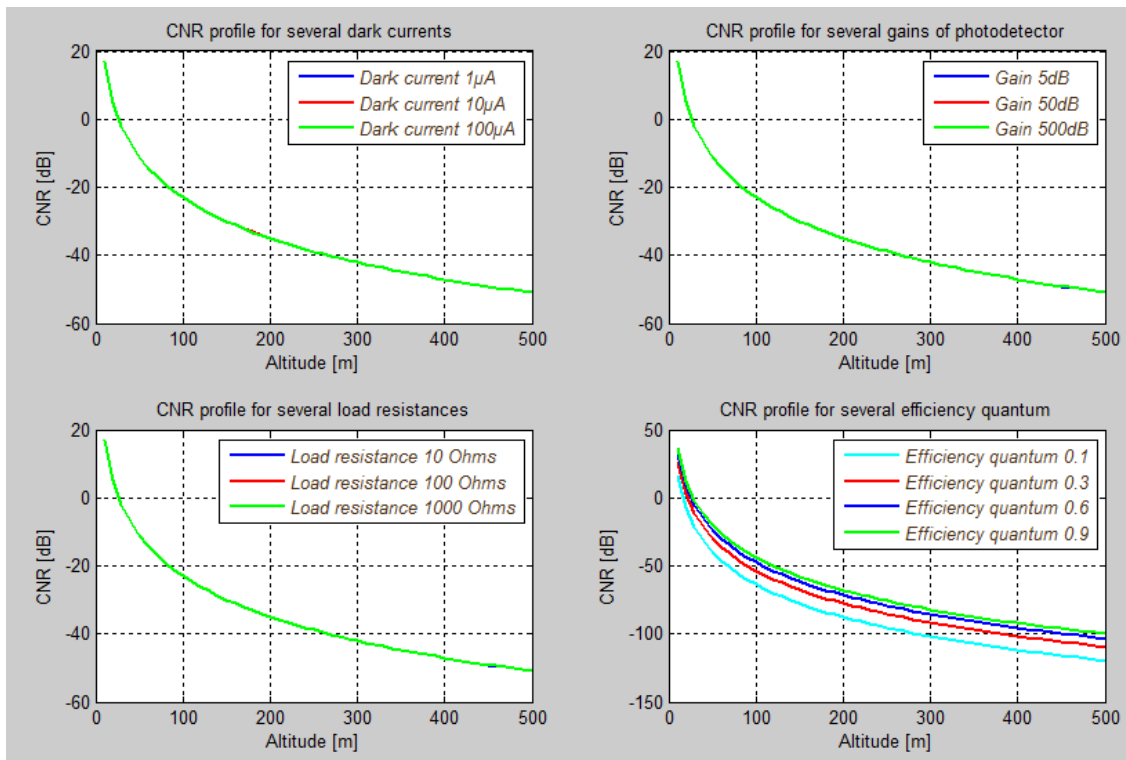 CNR profile for several dark currents
20
0
-20
-40
-60
CNR [dB]
Dark current 1µA
Dark current 10µA
Dark current 100µA
0 100 200 300 400 500
Altitude [m]
CNR profile for several gains of photodetector
20
0
-20
-40
-60
CNR [dB]
Gain 5dB
Gain 50dB
Gain 500dB
0 100 200 300 400 500
Altitude [m]
CNR profile for several load resistances
20
0
-20
-40
-60
CNR [dB]
Load resistance 10 Ohms
Load resistance 100 Ohms
Load resistance 1000 Ohms
0 100 200 300 400 500
Altitude [m]
CNR profile for several efficiency quantum
50
0
-50
-100
-150
CNR [dB]
Efficiency quantum 0.1
Efficiency quantum 0.3
Efficiency quantum 0.6
Efficiency quantum 0.9
0 100 200 300 400 500
Altitude [m]